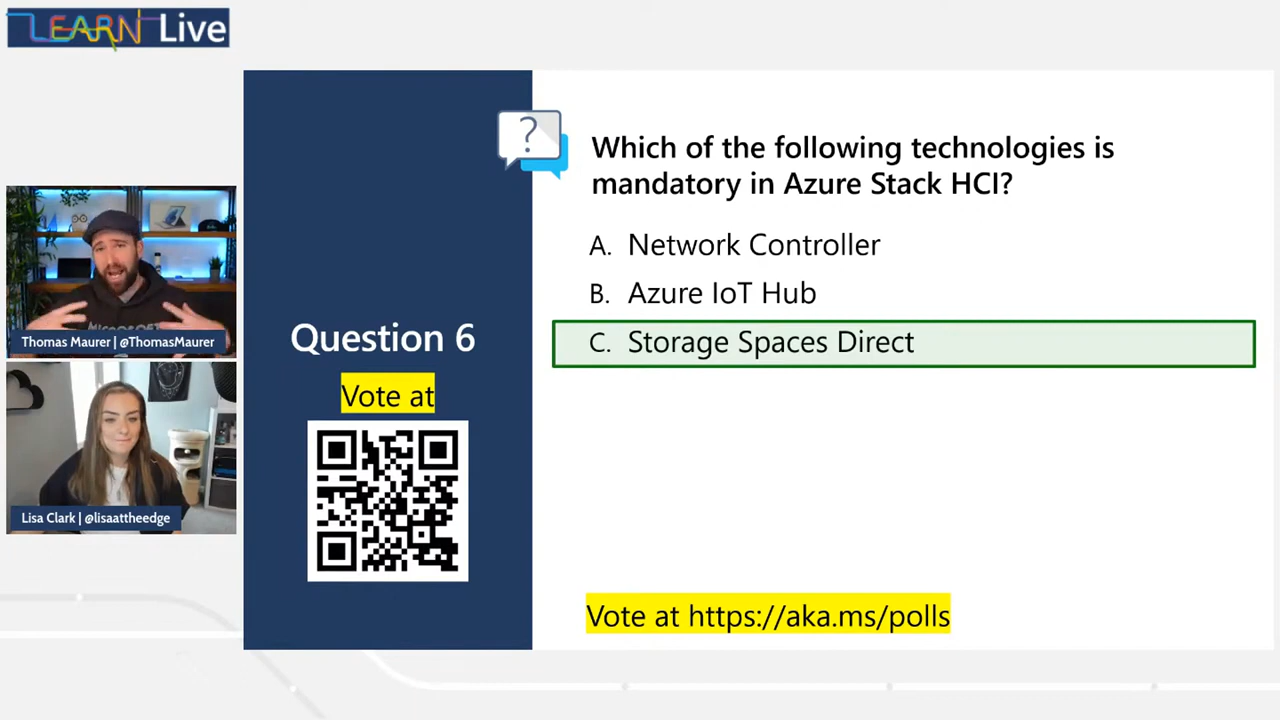 LEARN Live
Which of the following technologies is
mandatory in Azure Stack HCI?
A. Network Controller
B. Azure IoT Hub
C. Storage Spaces Direct
Question 6
Vote at
Thomas Maurer | @ThomasMaurer
Lisa Clark | @lisaattheedge
Vote at https://aka.ms/polls